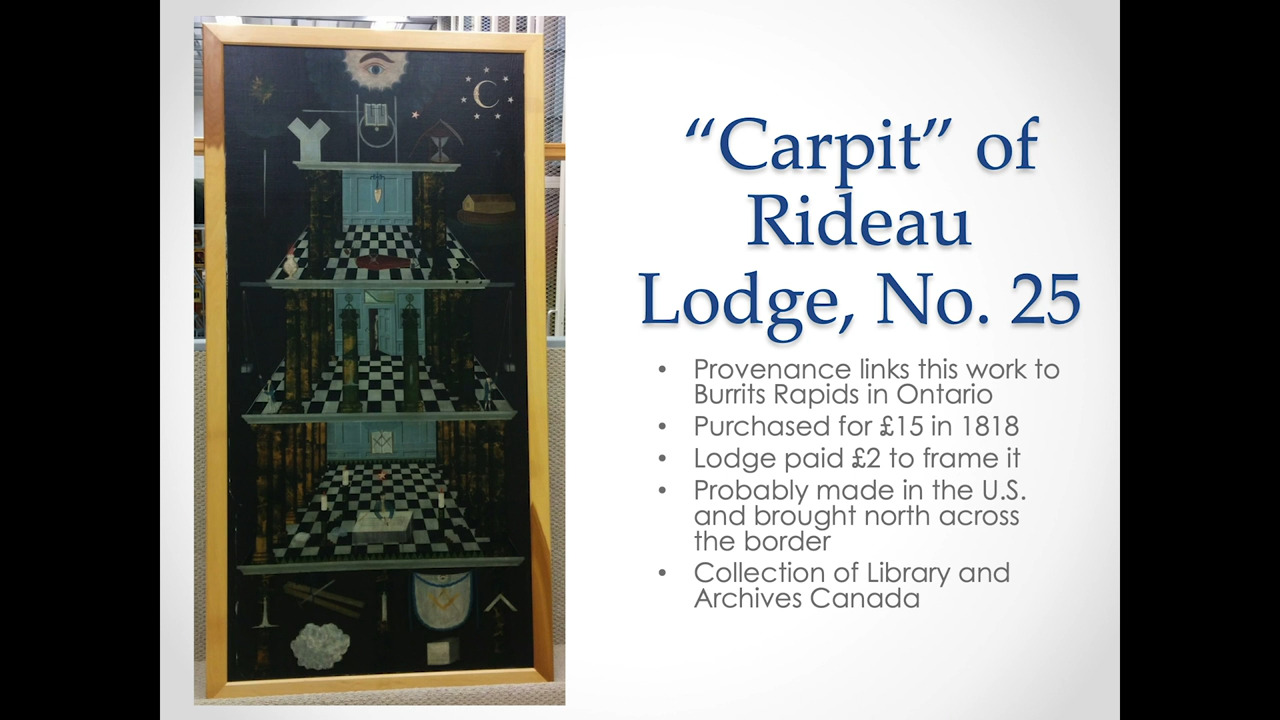 “Carpit” of
Rideau
Lodge, No. 25
• Provenance links this work to
Burrits Rapids in Ontario
• Purchased for £15 in 1818
• Lodge paid £2 to frame it
• Probably made in the U.S.
and brought north across
the border
• Collection of Library and
Archives Canada